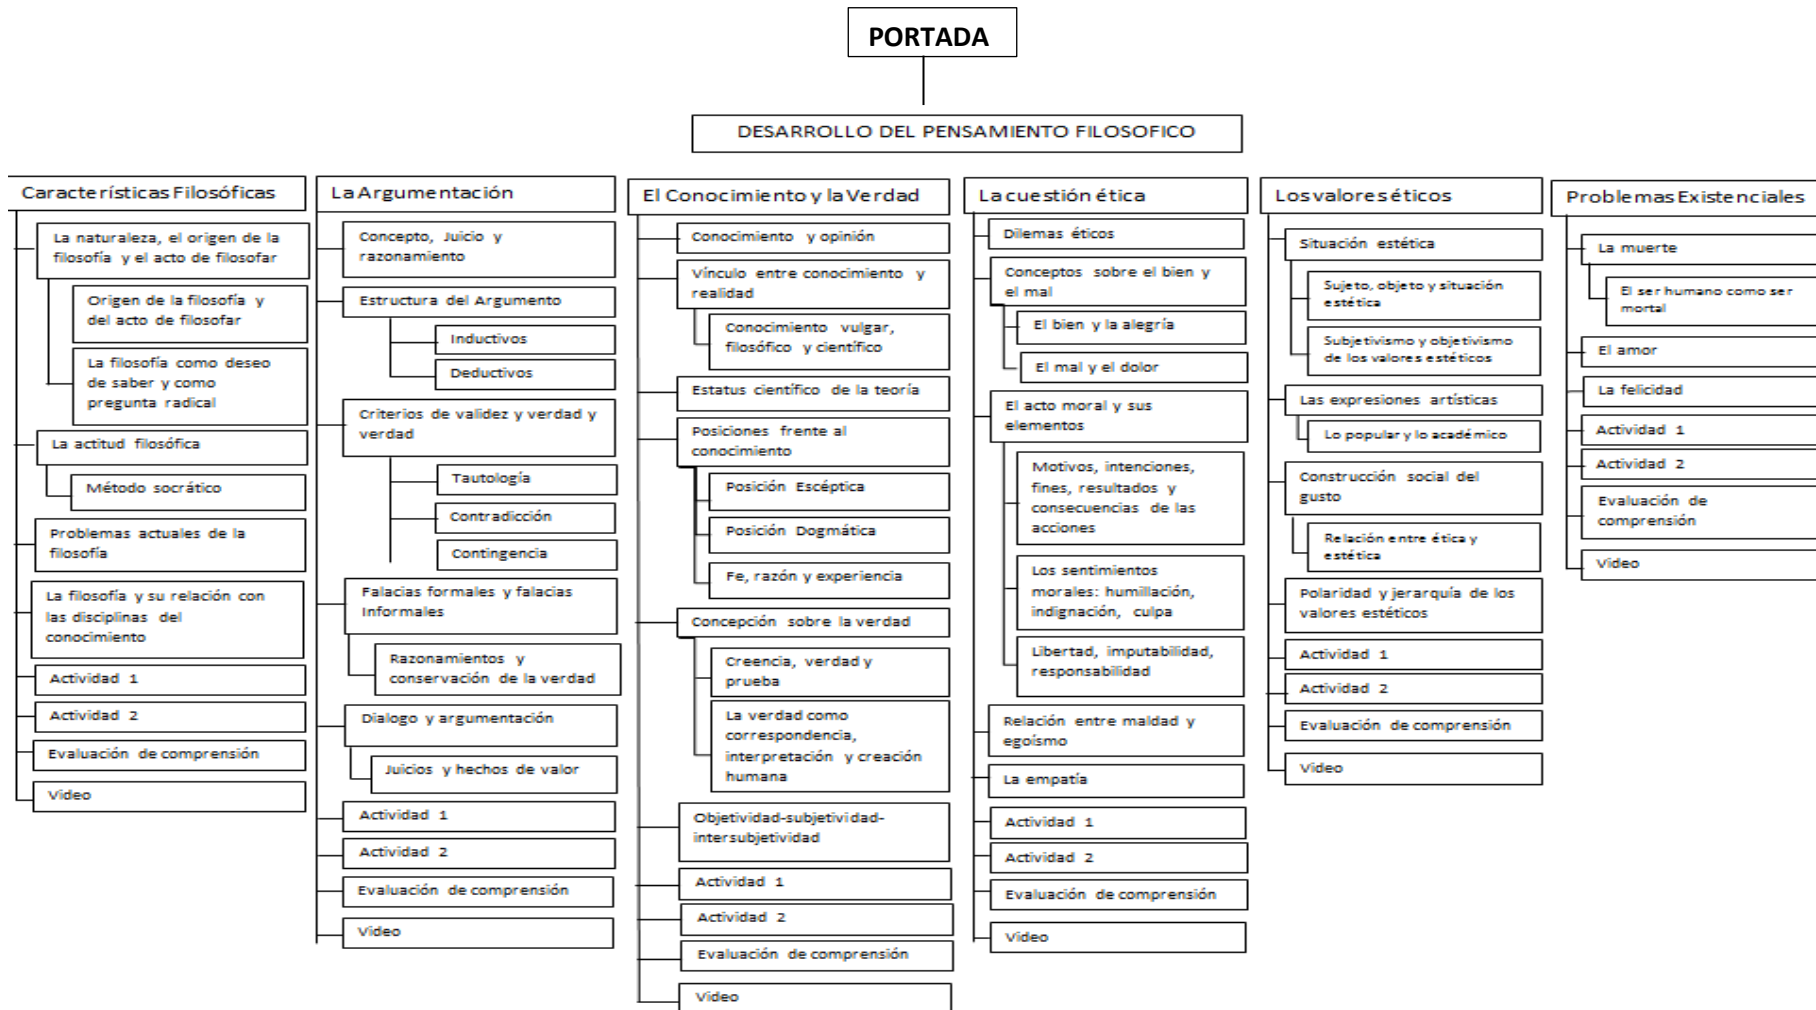 PORTADA
DESARROLLO DEL PENSAMIENTO FILOSOFICO
Características Filosóficas
La naturaleza, el origen de la
filosofía y el acto de filosofar
Origen de la filosofía y
del acto de filosofar
La filosofía como deseo
de saber y como
pregunta radical
La actitud filosófica
Método socrático
Problemas actuales de la
filosofía
La filosofía y su relación con
las disciplinas del
conocimiento
Actividad 1
Actividad 2
Evaluación de comprensión
Video
La Argumentación
Concepto, Juicio y
razonamiento
Estructura del Argumento
Inductivos
Deductivos
Criterios de validez y verdad y
verdad
Tautología
Contradicción
Contingencia
Falacias formales y falacias
Informales
Razonamientos y
conservación de la verdad
Dialogo y argumentación
Juicios y hechos de valor
Actividad 1
Actividad 2
Evaluación de comprensión
Video
El Conocimiento y la Verdad
Conocimiento y opinión
Vínculo entre conocimiento y
realidad
Conocimiento vulgar,
filosófico y científico
Estatus científico de la teoría
Posiciones frente al
conocimiento
Posición Escéptica
Posición Dogmática
Fe, razón y experiencia
Concepción sobre la verdad
Creencia, verdad y
prueba
La verdad como
correspondencia,
interpretación y creación
humana
Objetividad-subjetividad-
intersubjetividad
Actividad 1
Actividad 2
Evaluación de comprensión
Video
La cuestión ética
Dilemas éticos
Conceptos sobre el bien y
el mal
El bien y la alegría
El mal y el dolor
El acto moral y sus
elementos
Motivos, intenciones,
fines, resultados y
consecuencias de las
acciones
Los sentimientos
morales: humillación,
indignación, culpa
Libertad, imputabilidad,
responsabilidad
Relación entre maldad y
egoísmo
La empatía
Actividad 1
Actividad 2
Evaluación de comprensión
Video
Los valores éticos
Situación estética
Sujeto, objeto y situación
estética
Subjetivismo y objetivismo
de los valores estéticos
Las expresiones artísticas
Lo popular y lo académico
Construcción social del
gusto
Relación entre ética y
estética
Polaridad y jerarquía de los
valores estéticos
Actividad 1
Actividad 2
Evaluación de comprensión
Video
Problemas Existenciales
La muerte
El ser humano como ser
mortal
El amor
La felicidad
Actividad 1
Actividad 2
Evaluación de
comprensión
Video